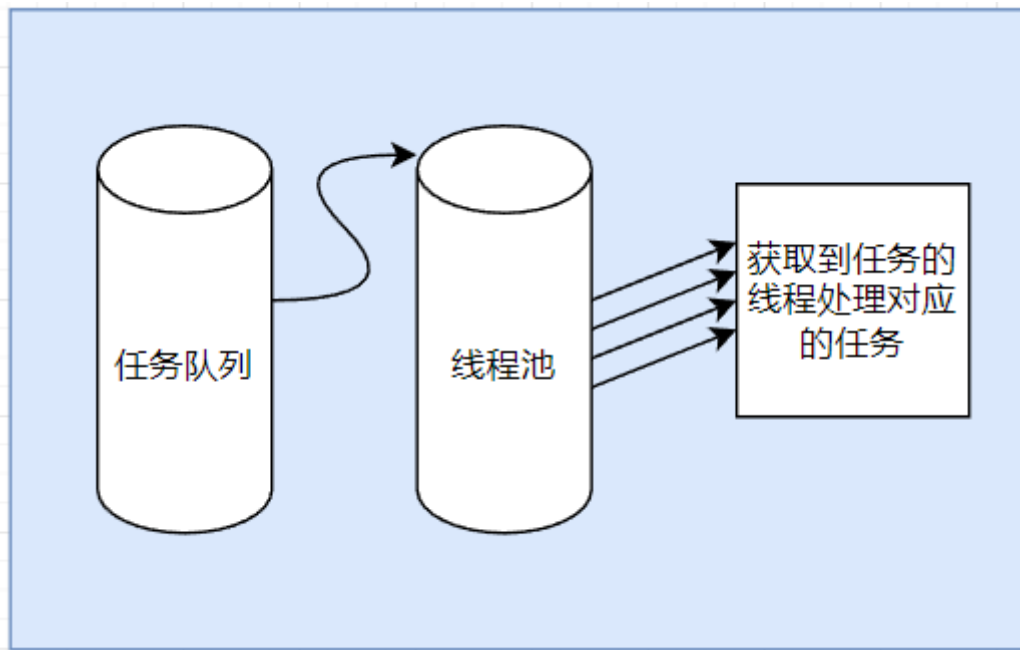 任务队列
线程池
获取到任务的
线程处理对应
的任务